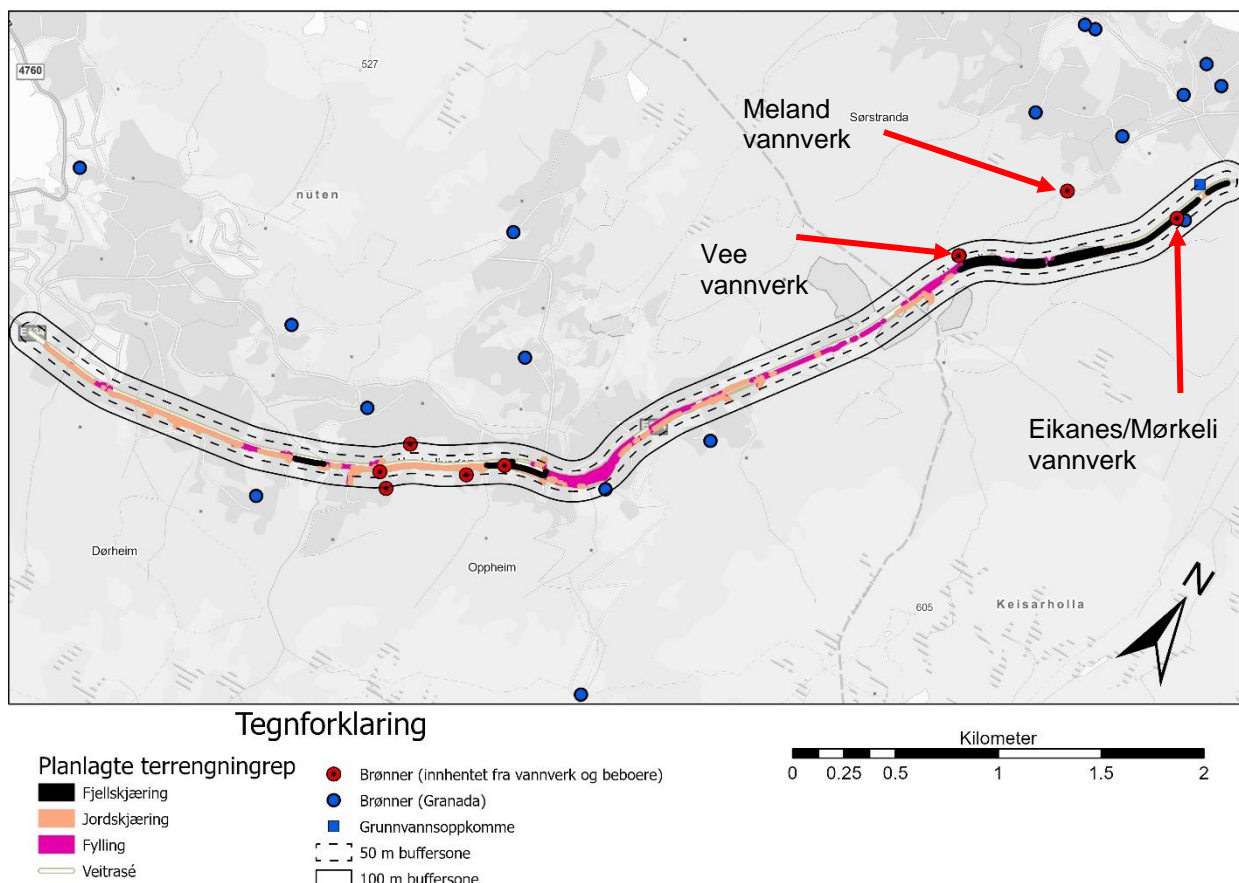 4760
527
nüten
Sørstranda
Meland
vannverk
Vee
vannverk
Eikanes/Mørkeli
vannverk
Dørheim
Oppheim
605
Keisarholla
N
Tegnforklaring
Planlagte terrengningrep
Fjellskjæring
Jordskjæring
Fylling
Veitrasé
Brønner (innhentet fra vannverk og beboere)
Brønner (Granada)
Grunnvannsoppkomme
50 m buffersone
100 m buffersone
Kilometer
0 0.25 0.5 1 1.5 2